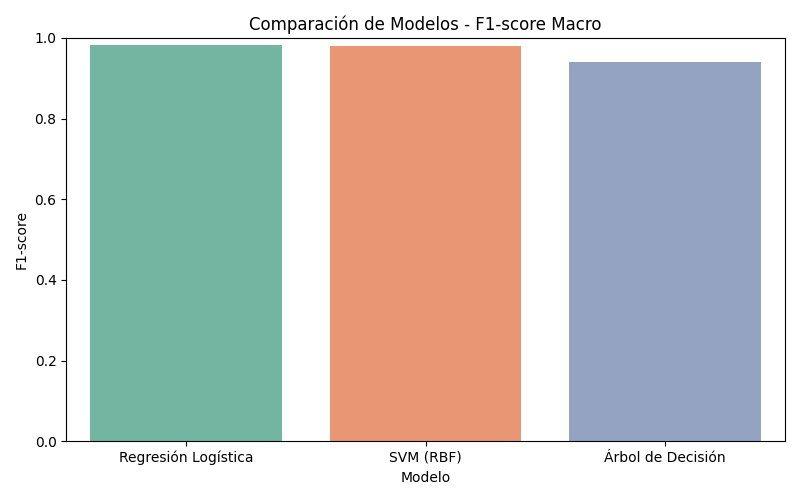 Comparación de Modelos - F1-score Macro
1.0
0.8
0.6
0.4
0.2
0.0
F1-score
Regresión Logística
SVM (RBF)
Árbol de Decisión
Modelo